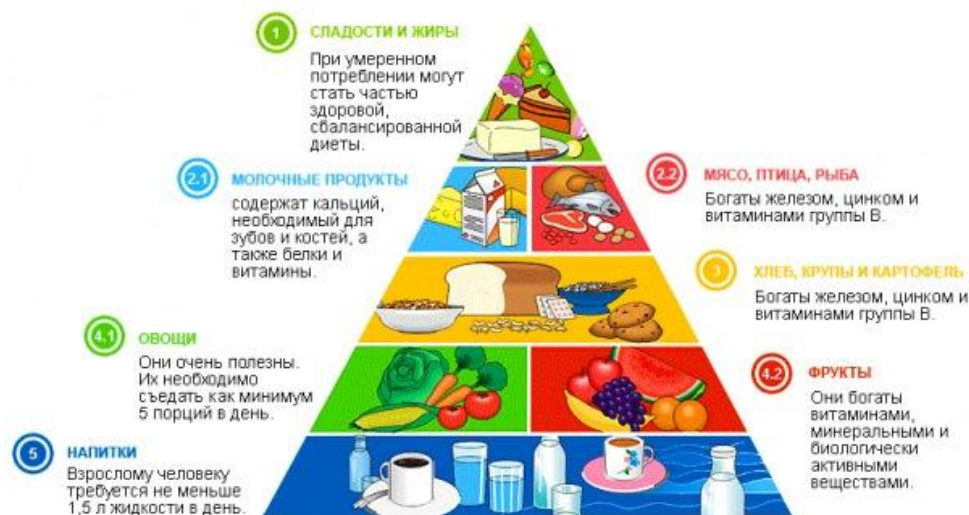 1 СЛАДОСТИ И ЖИРЫ
При умеренном
потреблении могут
стать частью
здоровой,
сбалансированной
диеты.
2.1 МОЛОЧНЫЕ ПРОДУКТЫ
содержат кальций,
необходимый для
зубов и костей, а
также белки и
витамины.
2.2 МЯСО, ПТИЦА, РЫБА
Богаты железом, цинком и
витаминами группы В.
3 ХЛЕБ, КРУПЫ И КАРТОФЕЛЬ
Богаты железом, цинком и
витаминами группы В.
4.1 ОВОЩИ
Они очень полезны.
Их необходимо
съедать как минимум
5 порций в день.
4.2 ФРУКТЫ
Они богаты
витаминами,
минеральными и
биологически
активными
веществами.
5 НАПИТКИ
Взрослому человеку
требуется не меньше
1,5 л жидкости в день.